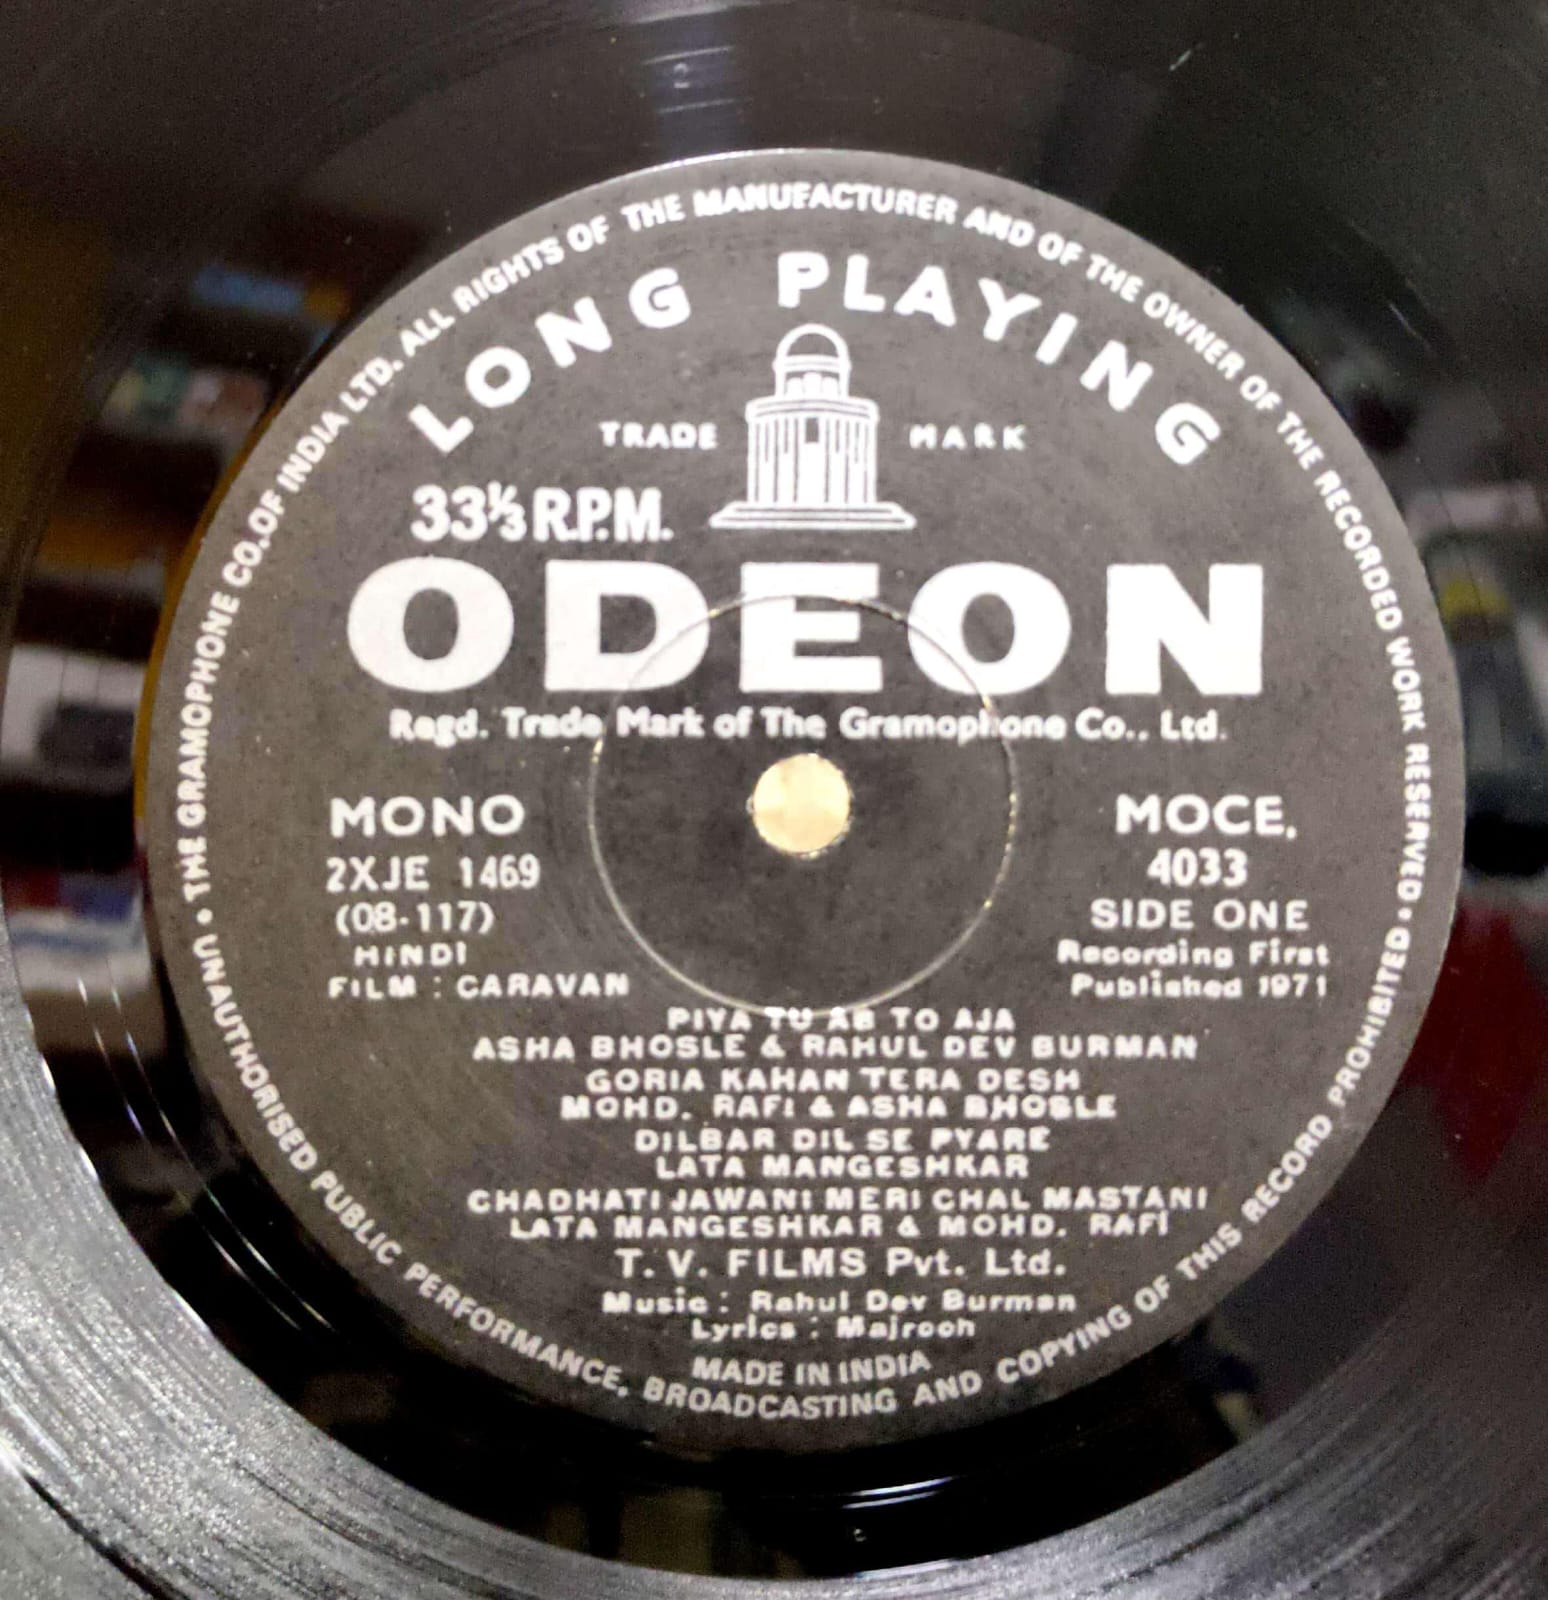 THE GRAMOPHONE CO. OF INDIA LTD. ALL RIGHTS OF THE MANUFACTURER AND OF THE OWNER OF THE RECORDED WORK RESERVED •
LONG PLAYING
TRADE MARK
33⅓ R.P.M.
ODEON
Regd. Trade Mark of The Gramophone Co., Ltd.
MONO
2XJE 1469
(08-117)
HINDI
FILM : CARAVAN
MOCE.
4033
SIDE ONE
Recording First
Published 1971
PIYA TU AB TO AJA
ASHA BHOSLE & RAHUL DEV BURMAN
GORIA KAHAN TERA DESH
MOHD. RAFI & ASHA BHOSLE
DILBAR DIL SE PYARE
LATA MANGESHKAR
CHADHATI JAWANI MERI CHAL MASTANI
LATA MANGESHKAR & MOHD. RAFI
T. V. FILMS Pvt. Ltd.
Music : Rahul Dev Burman
Lyrics : Majrooh
MADE IN INDIA
UNAUTHORISED PUBLIC PERFORMANCE, BROADCASTING AND COPYING OF THIS RECORD PROHIBITED •